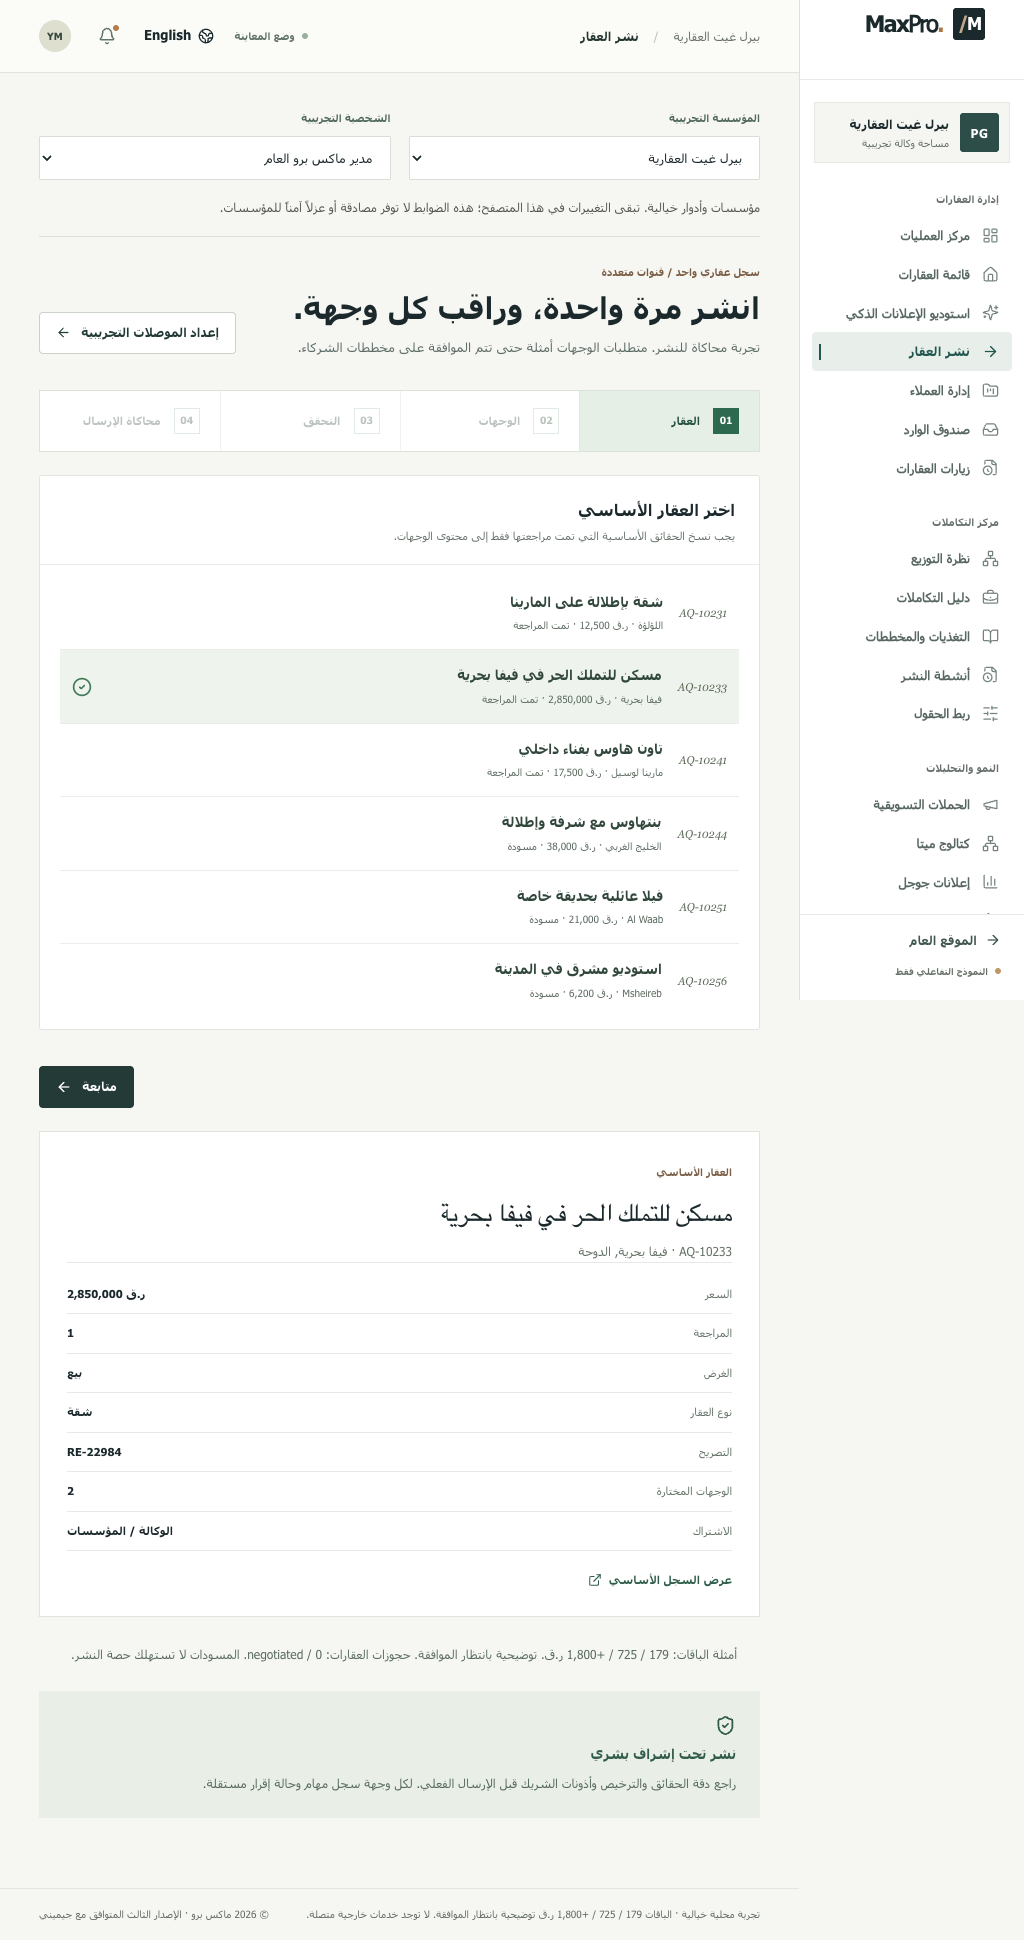 MaxPro. /M
PG
بيرل غيت العقارية
مساحة وكالة تجريبية
إدارة العقارات
مركز العمليات
قائمة العقارات
استوديو الإعلانات الذكي
نشر العقار
إدارة العملاء
صندوق الوارد
زيارات العقارات
مركز التكاملات
نظرة التوزيع
دليل التكاملات
التغذيات والمخططات
أنشطة النشر
ربط الحقول
النمو والتحليلات
الحملات التسويقية
كتالوج ميتا
إعلانات جوجل
الموقع العام
النموذج التفاعلي فقط
بيرل غيت العقارية / نشر العقار
وضع المعاينة
English
YM
المؤسسة التجريبية
بيرل غيت العقارية
الشخصية التجريبية
مدير ماكس برو العام
مؤسسات وأدوار خيالية. تبقى التغييرات في هذا المتصفح؛ هذه الضوابط لا توفر مصادقة أو عزلاً آمناً للمؤسسات.
سجل عقاري واحد / قنوات متعددة
انشر مرة واحدة، وراقب كل وجهة.
تجربة محاكاة للنشر. متطلبات الوجهات أمثلة حتى تتم الموافقة على مخططات الشركاء.
إعداد الموصلات التجريبية
01 العقار
02 الوجهات
03 التحقق
04 محاكاة الإرسال
اختر العقار الأساسي
يجب نسخ الحقائق الأساسية التي تمت مراجعتها فقط إلى محتوى الوجهات.
AQ-10231
شقة بإطلالة على المارينا
اللؤلؤة · ر.ق 12,500 · تمت المراجعة
AQ-10233
مسكن للتملك الحر في فيفا بحرية
فيفا بحرية · ر.ق 2,850,000 · تمت المراجعة
AQ-10241
تاون هاوس بفناء داخلي
مارينا لوسيل · ر.ق 17,500 · تمت المراجعة
AQ-10244
بنتهاوس مع شرفة وإطلالة
الخليج الغربي · ر.ق 38,000 · مسودة
AQ-10251
فيلا عائلية بحديقة خاصة
Al Waab · ر.ق 21,000 · مسودة
AQ-10256
استوديو مشرق في المدينة
Msheireb · ر.ق 6,200 · مسودة
متابعة
العقار الأساسي
مسكن للتملك الحر في فيفا بحرية
AQ-10233 · فيفا بحرية, الدوحة
السعر ر.ق 2,850,000
المراجعة 1
الغرض بيع
نوع العقار شقة
التصريح RE-22984
الوجهات المختارة 2
الاشتراك الوكالة / المؤسسات
عرض السجل الأساسي
أمثلة الباقات: 179 / 725 / +1,800 ر.ق. توضيحية بانتظار الموافقة. حجوزات العقارات: 0 / negotiated. المسودات لا تستهلك حصة النشر.
نشر تحت إشراف بشري
راجع دقة الحقائق والترخيص وأذونات الشريك قبل الإرسال الفعلي. لكل وجهة سجل مهام وحالة إقرار مستقلة.
تجربة محلية خيالية · الباقات 179 / 725 / +1,800 ر.ق توضيحية بانتظار الموافقة. لا توجد خدمات خارجية متصلة.
© 2026 ماكس برو · الإصدار الثالث المتوافق مع جيميني